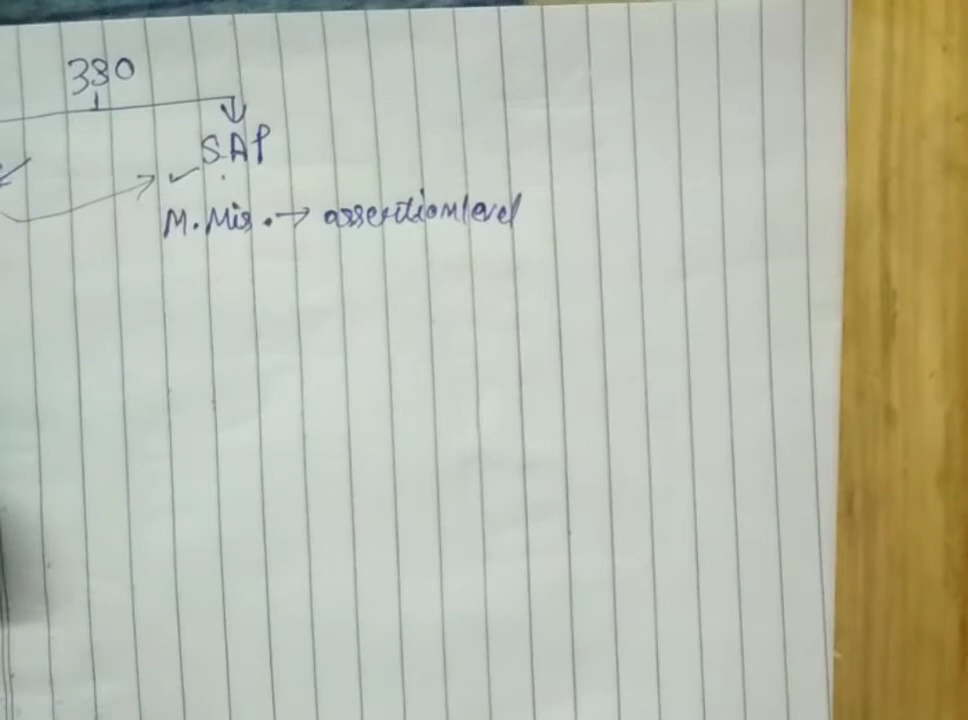 330
SAP
M. Mis. → assertion level